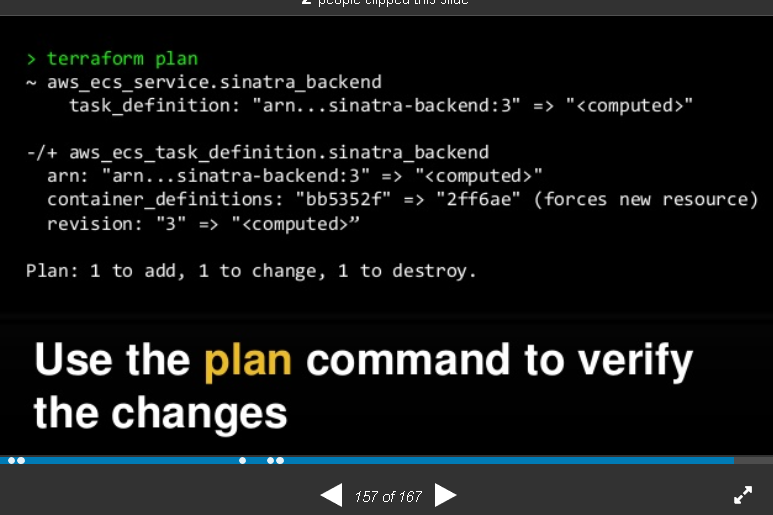 2 people clipped this slide
> terraform plan
~ aws_ecs_service.sinatra_backend
task_definition: "arn...sinatra-backend:3" => "<computed>"
-/+ aws_ecs_task_definition.sinatra_backend
arn: "arn...sinatra-backend:3" => "<computed>"
container_definitions: "bb5352f" => "2ff6ae" (forces new resource)
revision: "3" => "<computed>”
Plan: 1 to add, 1 to change, 1 to destroy.
Use the plan command to verify
the changes
157 of 167